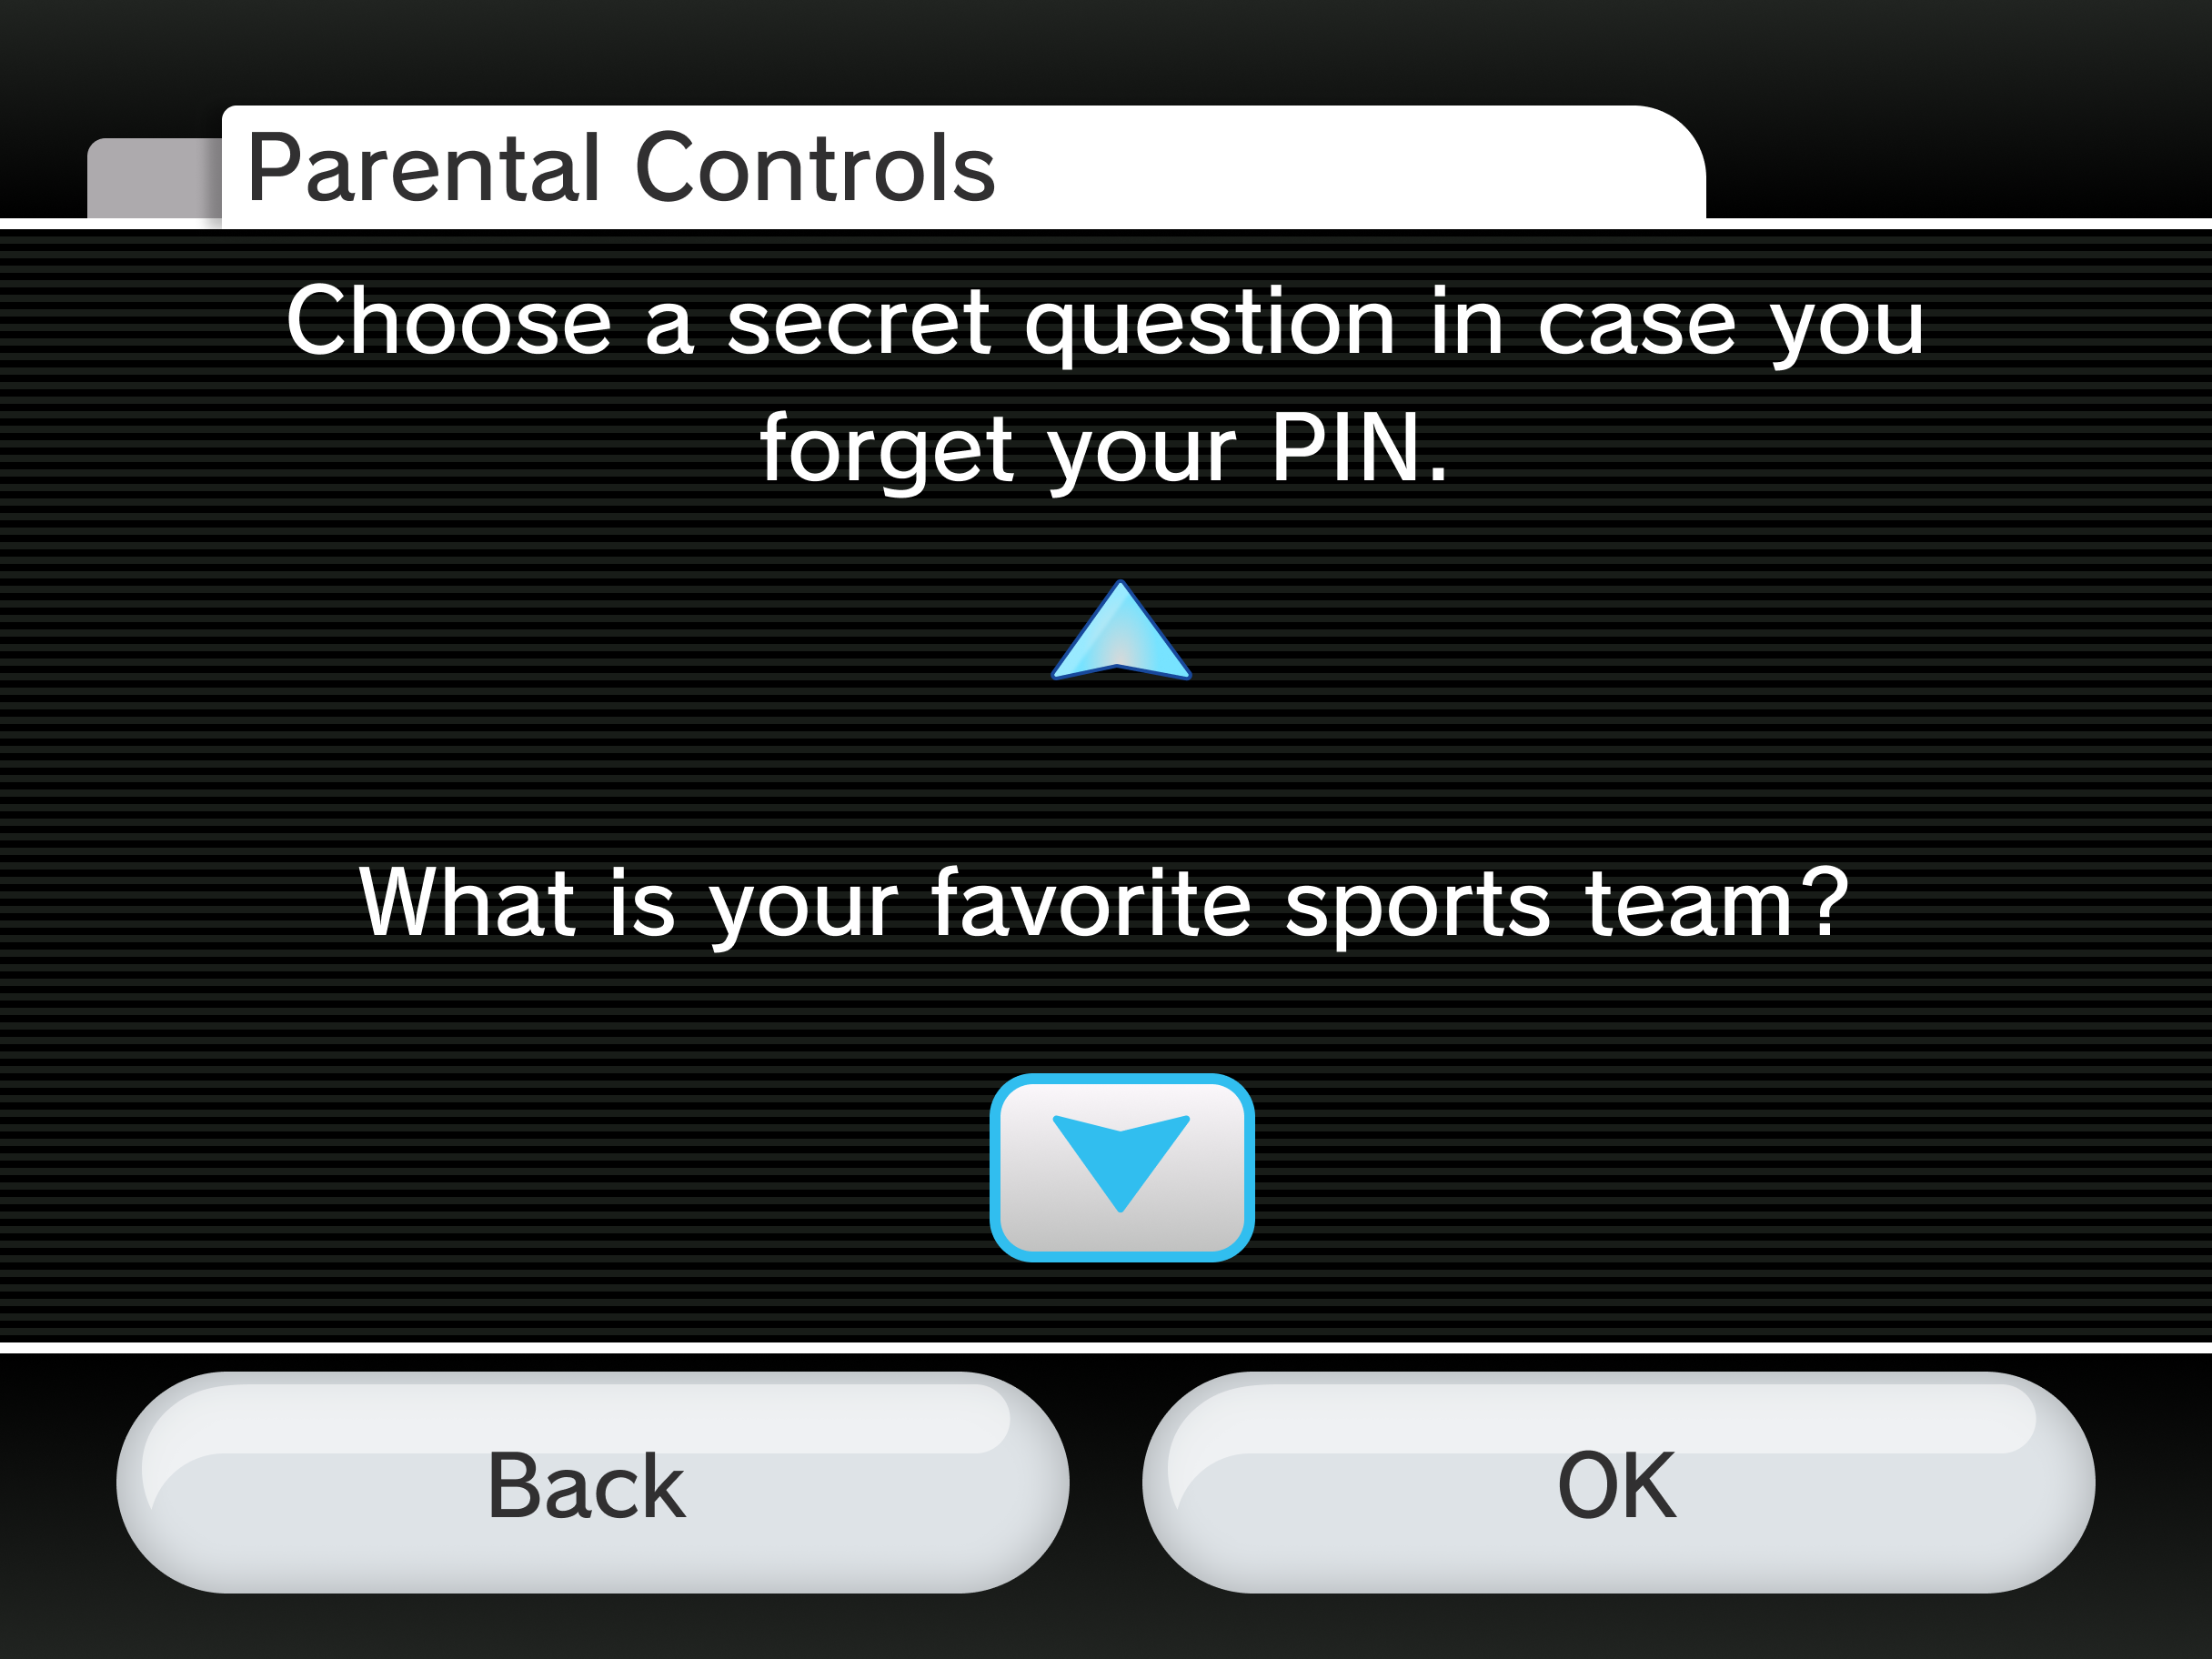 Parental Controls
Choose a secret question in case you
forget your PIN.
What is your favorite sports team?
Back
OK